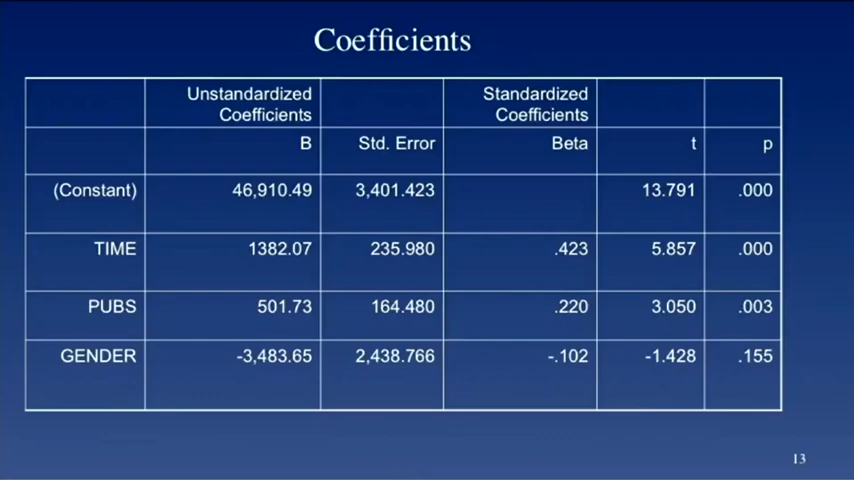 Coefficients
Unstandardized Coefficients Standardized Coefficients
B Std. Error Beta t p
(Constant) 46,910.49 3,401.423 13.791 .000
TIME 1382.07 235.980 .423 5.857 .000
PUBS 501.73 164.480 .220 3.050 .003
GENDER -3,483.65 2,438.766 -.102 -1.428 .155
13